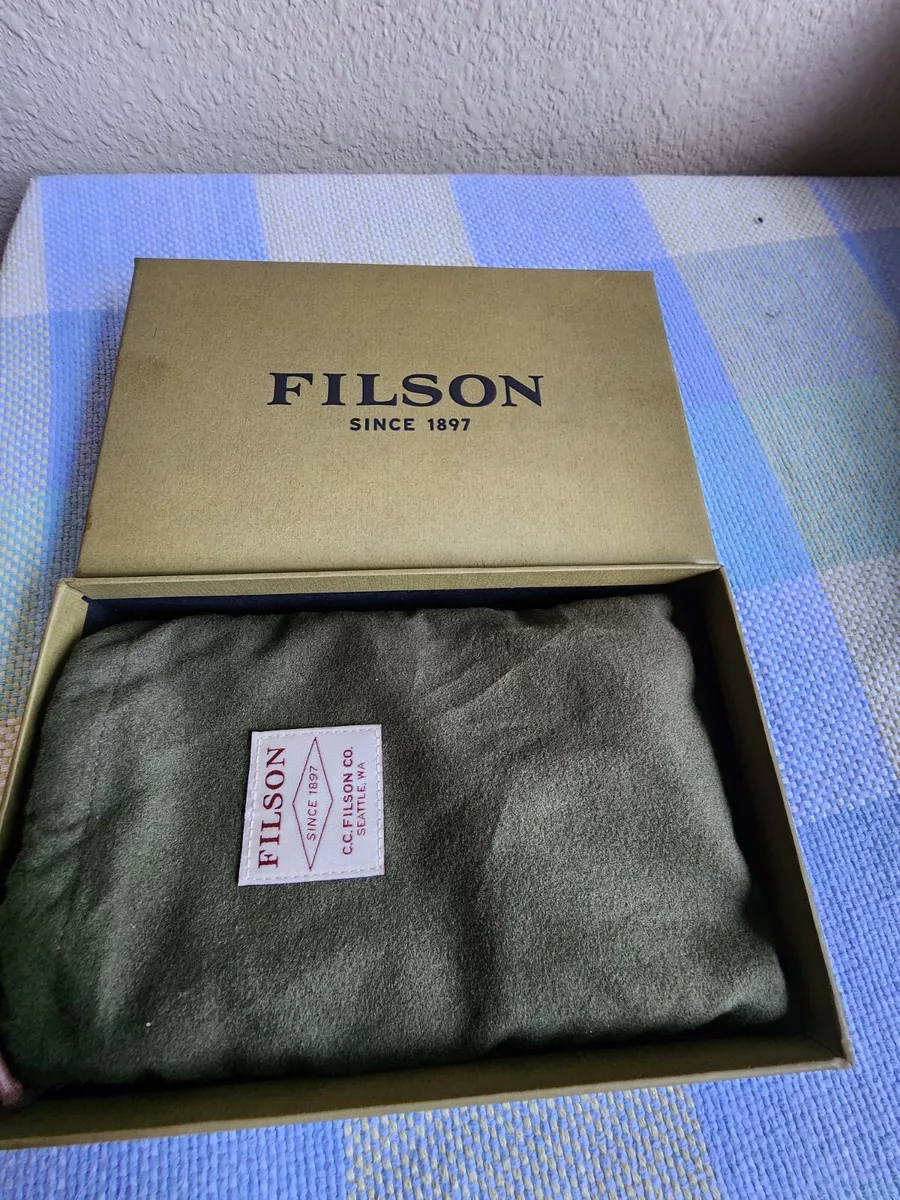 FILSON
SINCE 1897
FILSON
SINCE 1897
C.C. FILSON CO.
SEATTLE, WA